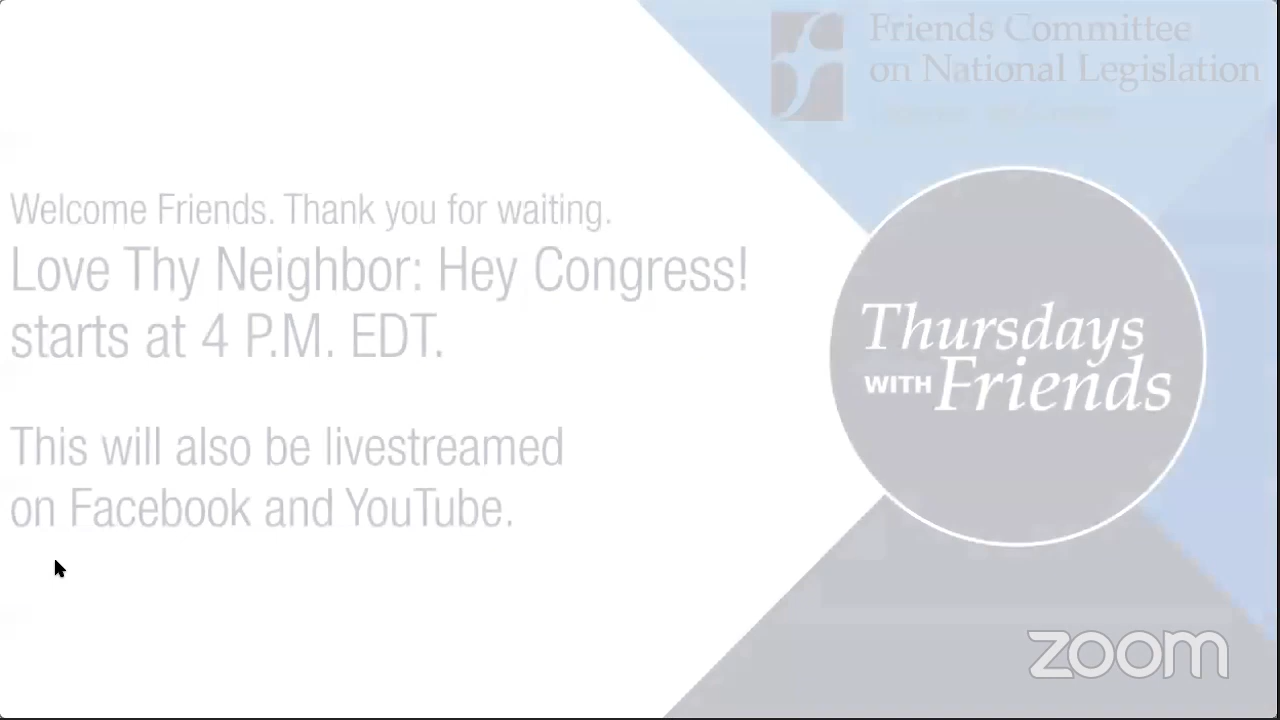 Friends Committee
on National Legislation
Welcome Friends. Thank you for waiting.
Love Thy Neighbor: Hey Congress!
starts at 4 P.M. EDT.
This will also be livestreamed
on Facebook and YouTube.
Thursdays
WITH Friends
zoom